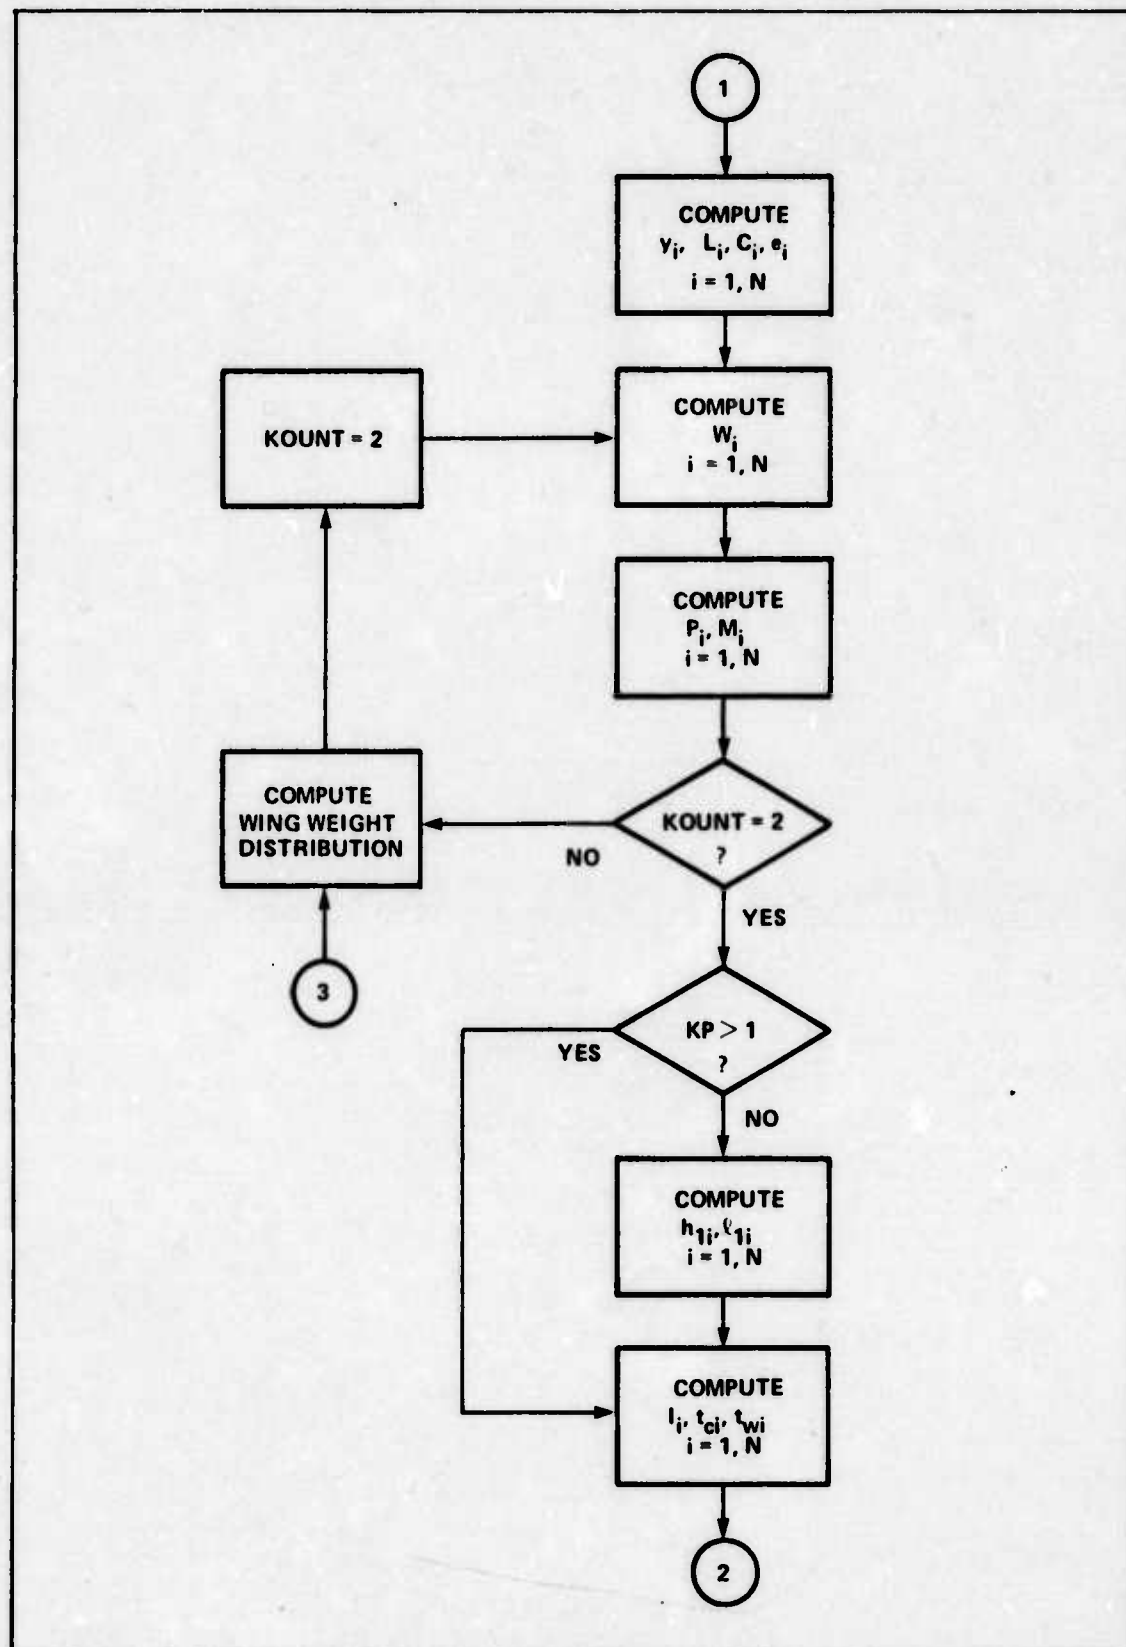 1
COMPUTE
y_i, L_i, C_i, e_i
i = 1, N
KOUNT = 2
COMPUTE
W_i
i = 1, N
COMPUTE
P_i, M_i
i = 1, N
COMPUTE
WING WEIGHT
DISTRIBUTION
KOUNT = 2
?
NO
YES
3
KP > 1
?
YES
NO
COMPUTE
h_1i, ℓ_1i
i = 1, N
COMPUTE
I_i, t_ci, t_wi
i = 1, N
2